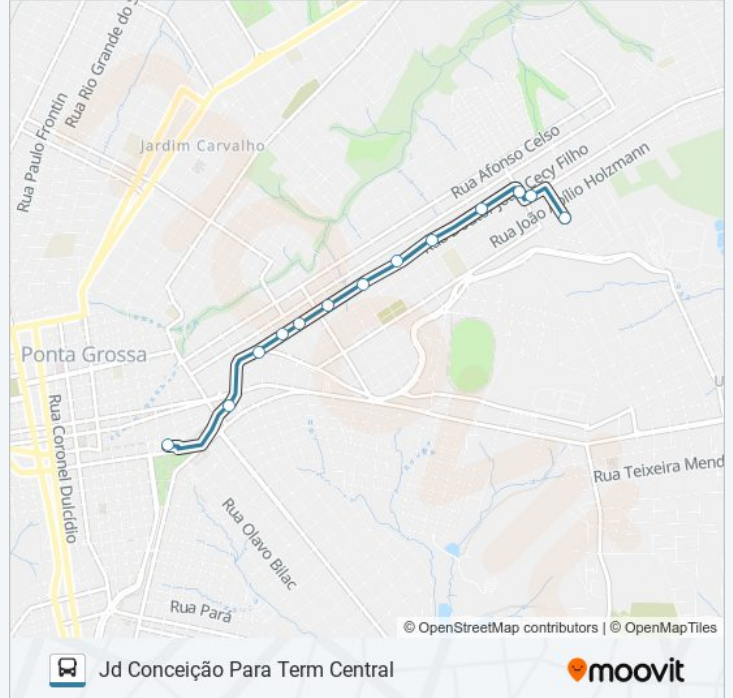 Rua Rio Grande do S
Rua Paulo Frontin
Jardim Carvalho
Rua Afonso Celso
Cecy Filho
Rua João
Holzmann
Ponta Grossa
Rua Coronel Dulcídio
Rua Teixeira Mend
Rua Olavo Bilac
Rua Pará
© OpenStreetMap contributors | © OpenMapTiles
Jd Conceição Para Term Central
moovit